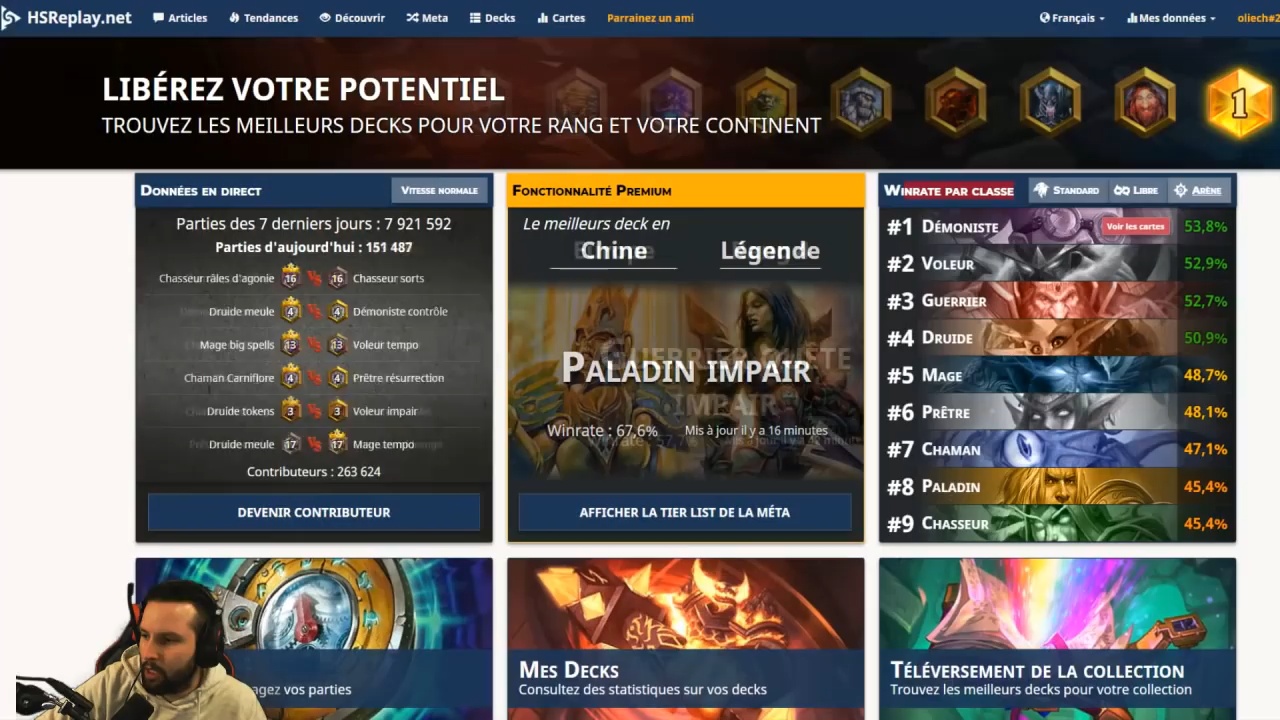 HSReplay.net
Articles
Tendances
Découvrir
Meta
Decks
Cartes
Parrainez un ami
Français
Mes données
oliech#2
LIBÉREZ VOTRE POTENTIEL
TROUVEZ LES MEILLEURS DECKS POUR VOTRE RANG ET VOTRE CONTINENT
1
DONNÉES EN DIRECT
VITESSE NORMALE
Parties des 7 derniers jours : 7 921 592
Parties d'aujourd'hui : 151 487
Chasseur râles d'agonie 16 VS 16 Chasseur sorts
Druide meule 4 VS 4 Démoniste contrôle
Mage big spells 13 VS 13 Voleur tempo
Chaman Carniflore 4 VS 4 Prêtre résurrection
Druide tokens 3 VS 3 Voleur impair
Druide meule 17 VS 17 Mage tempo
Contributeurs : 263 624
DEVENIR CONTRIBUTEUR
FONCTIONNALITÉ PREMIUM
Le meilleurs deck en
Chine Légende
PALADIN IMPAIR
Winrate : 67,6% Mis à jour il y a 16 minutes
AFFICHER LA TIER LIST DE LA MÉTA
WINRATE PAR CLASSE
STANDARD
LIBRE
ARÈNE
#1 DÉMONISTE Voir les cartes 53,8%
#2 VOLEUR 52,9%
#3 GUERRIER 52,7%
#4 DRUIDE 50,9%
#5 MAGE 48,7%
#6 PRÊTRE 48,1%
#7 CHAMAN 47,1%
#8 PALADIN 45,4%
#9 CHASSEUR 45,4%
agez vos parties
MES DECKS
Consultez des statistiques sur vos decks
TÉLÉVERSEMENT DE LA COLLECTION
Trouvez les meilleurs decks pour votre collection